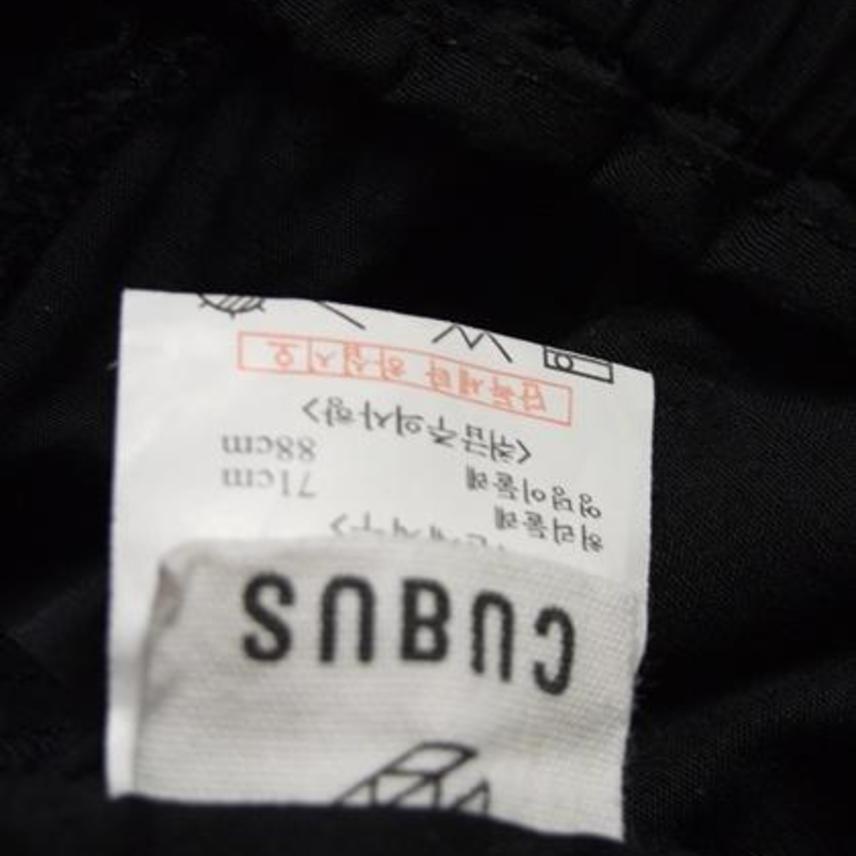 CUBUS
허리둘레 71cm
엉덩이둘레 88cm
<취급주의사항>
단독세탁 하십시오